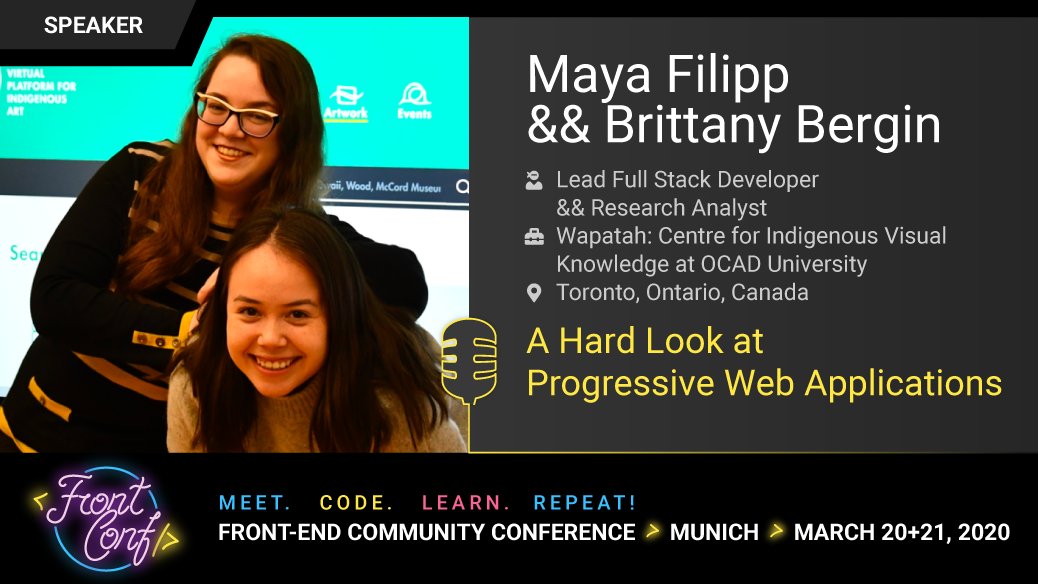 SPEAKER
VIRTUAL
PLATFORM FOR
INDIGENOUS
ART
Artwork
Events
Wood, McCord Museu
Sea
Maya Filipp
&& Brittany Bergin
Lead Full Stack Developer
&& Research Analyst
Wapatah: Centre for Indigenous Visual
Knowledge at OCAD University
Toronto, Ontario, Canada
A Hard Look at
Progressive Web Applications
<Front
Conf/>
MEET. CODE. LEARN. REPEAT!
FRONT-END COMMUNITY CONFERENCE > MUNICH > MARCH 20+21, 2020